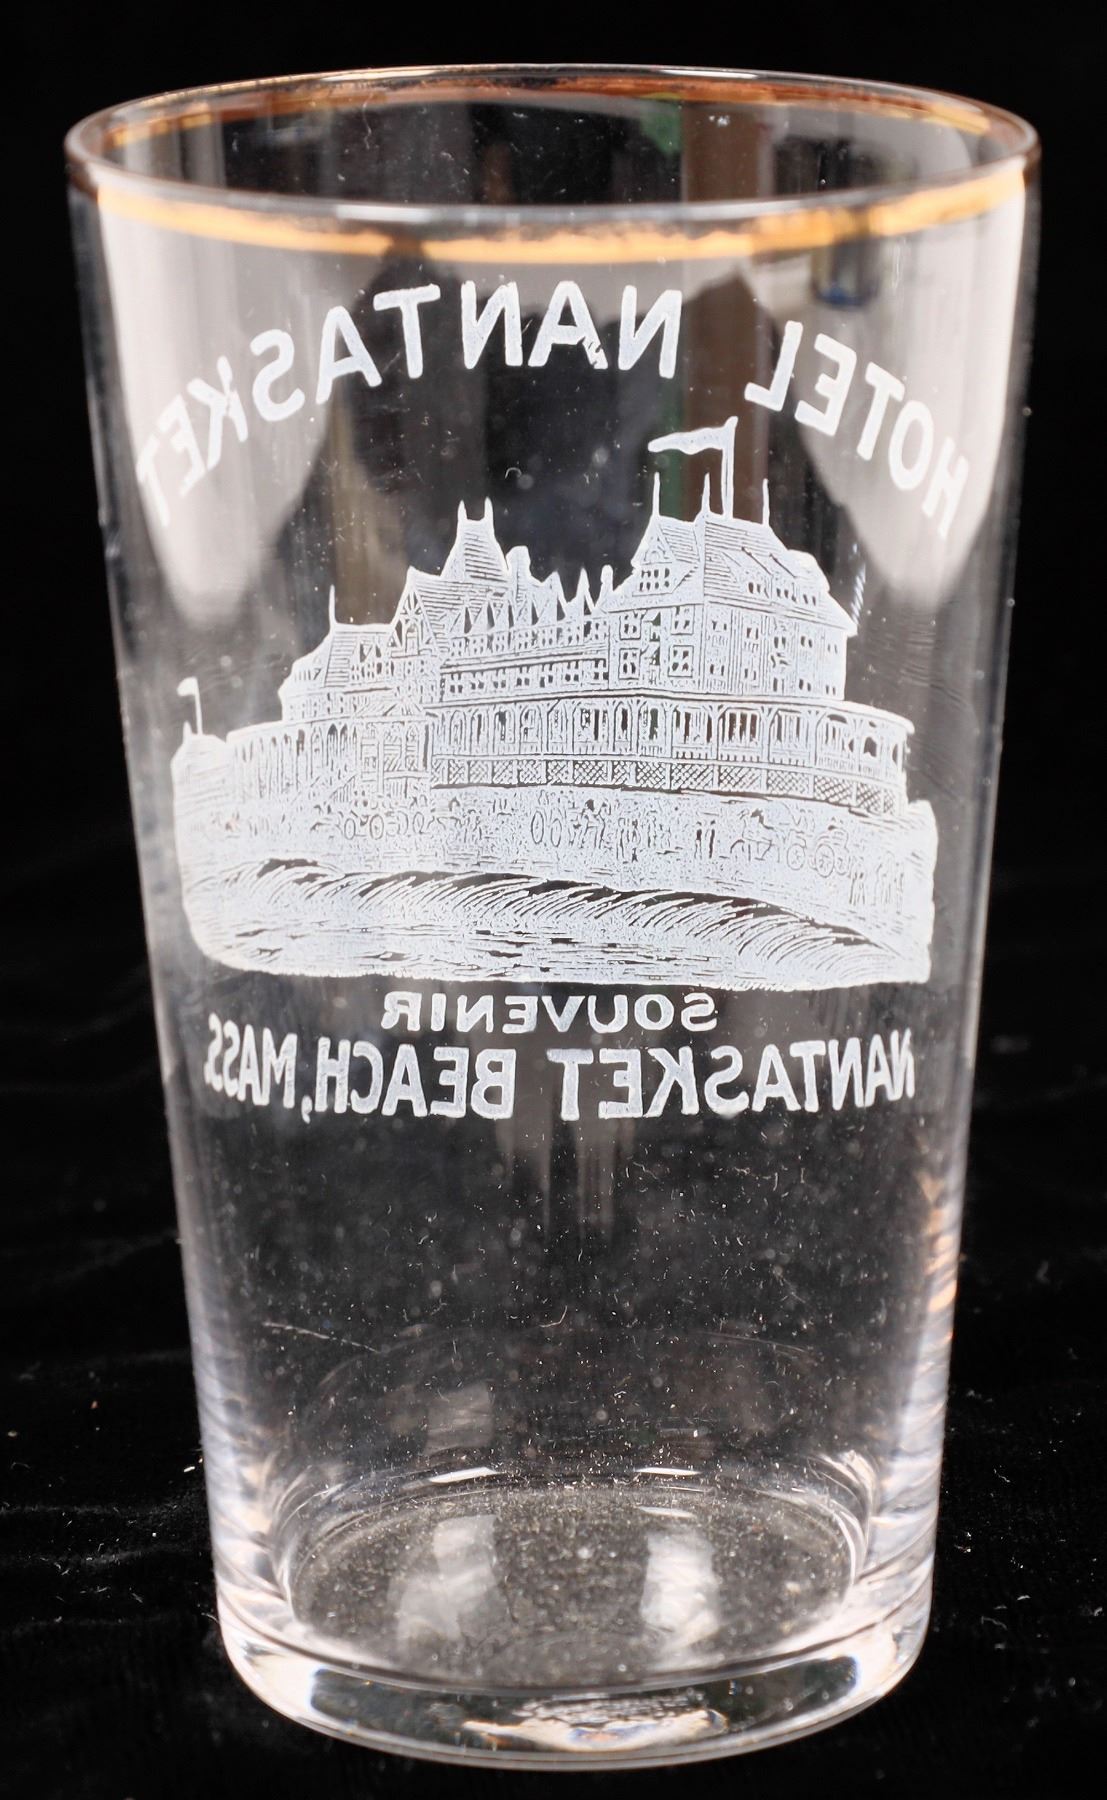 HOTEL NANTASKET
SOUVENIR
NANTASKET BEACH, MASS.